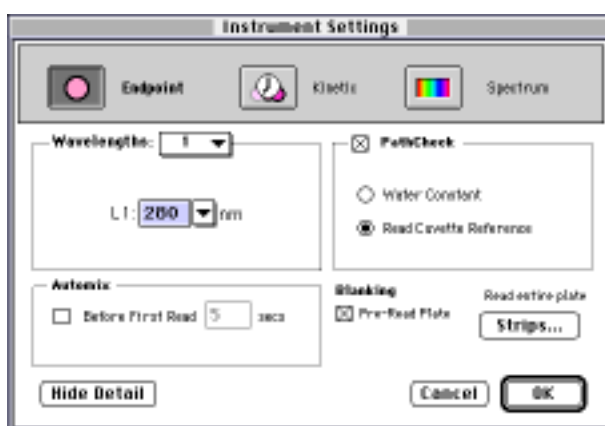 Instrument Settings
Endpoint
Kinetic
Spectrum
Wavelengths: 1
L1: 280 nm
PathCheck
Water Constant
Read Cuvette Reference
Automix
Before First Read 5 secs
Blanking
Pre-Read Plate
Read entire plate
Strips...
Hide Detail
Cancel
OK